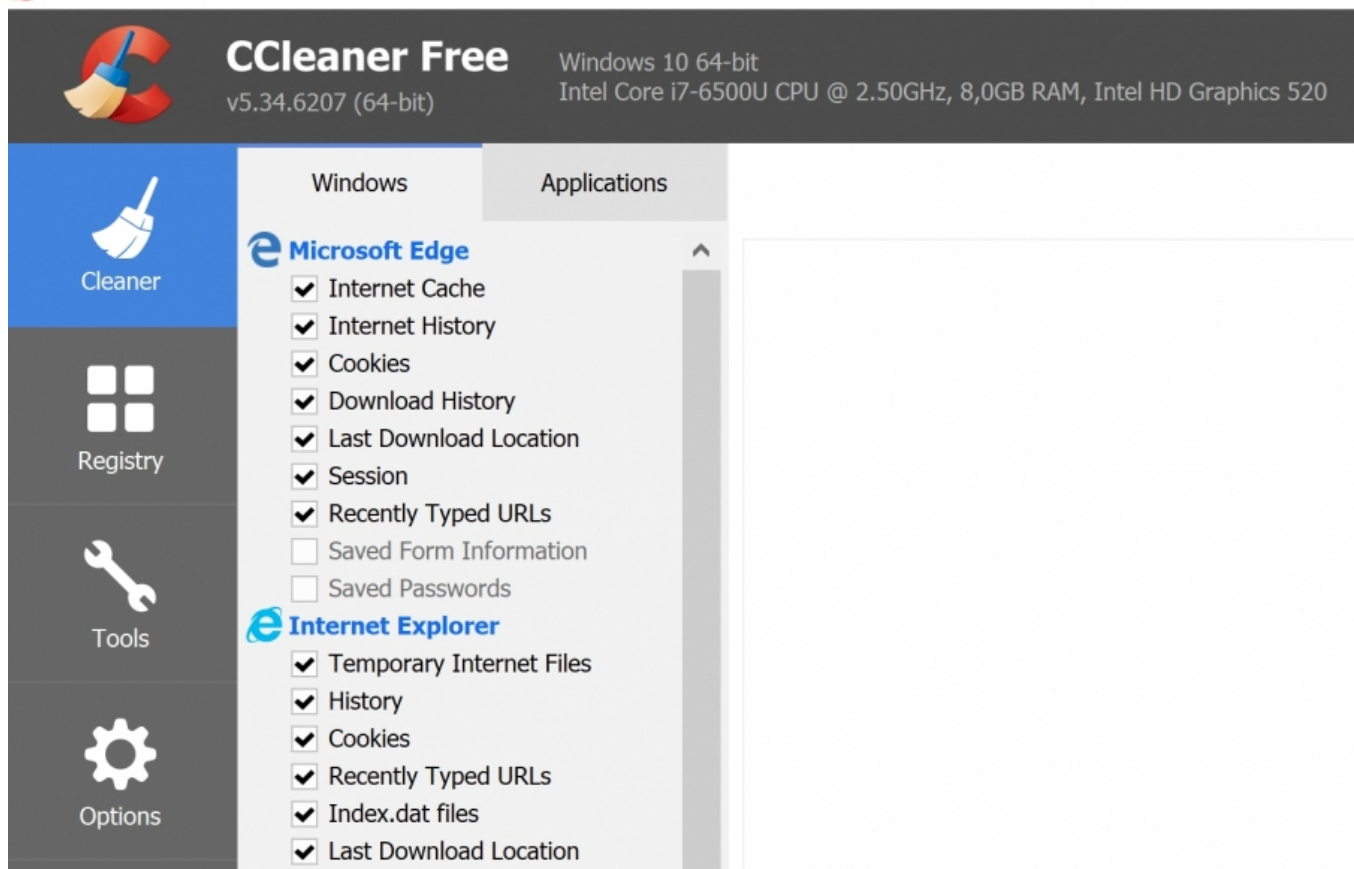 CCleaner Free
v5.34.6207 (64-bit)
Windows 10 64-bit
Intel Core i7-6500U CPU @ 2.50GHz, 8,0GB RAM, Intel HD Graphics 520
Cleaner
Registry
Tools
Options
Windows
Applications
Microsoft Edge
Internet Cache
Internet History
Cookies
Download History
Last Download Location
Session
Recently Typed URLs
Saved Form Information
Saved Passwords
Internet Explorer
Temporary Internet Files
History
Cookies
Recently Typed URLs
Index.dat files
Last Download Location